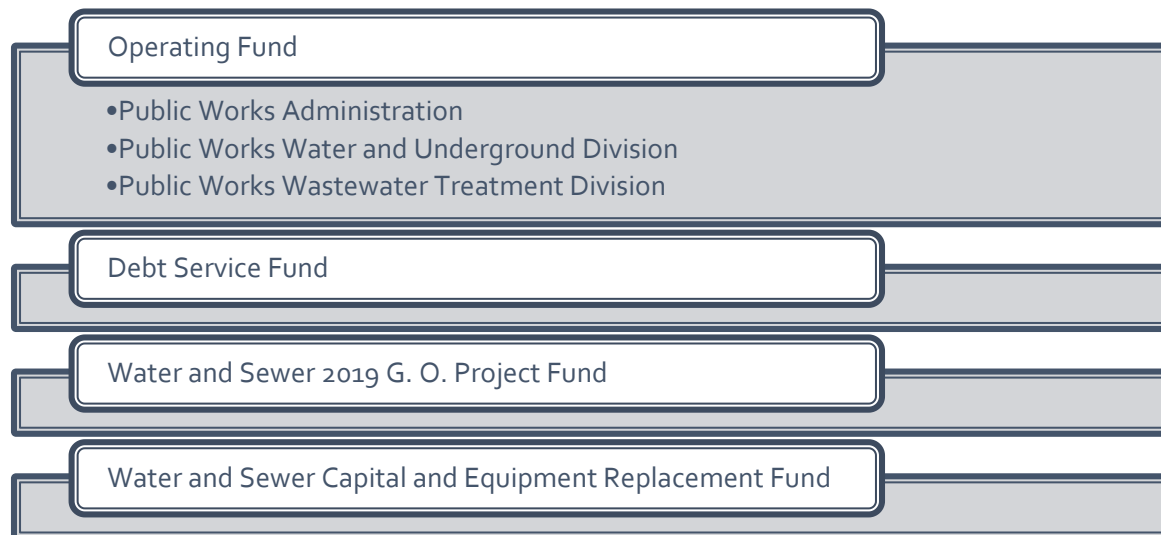 Operating Fund
•Public Works Administration
•Public Works Water and Underground Division
•Public Works Wastewater Treatment Division
Debt Service Fund
Water and Sewer 2019 G. O. Project Fund
Water and Sewer Capital and Equipment Replacement Fund